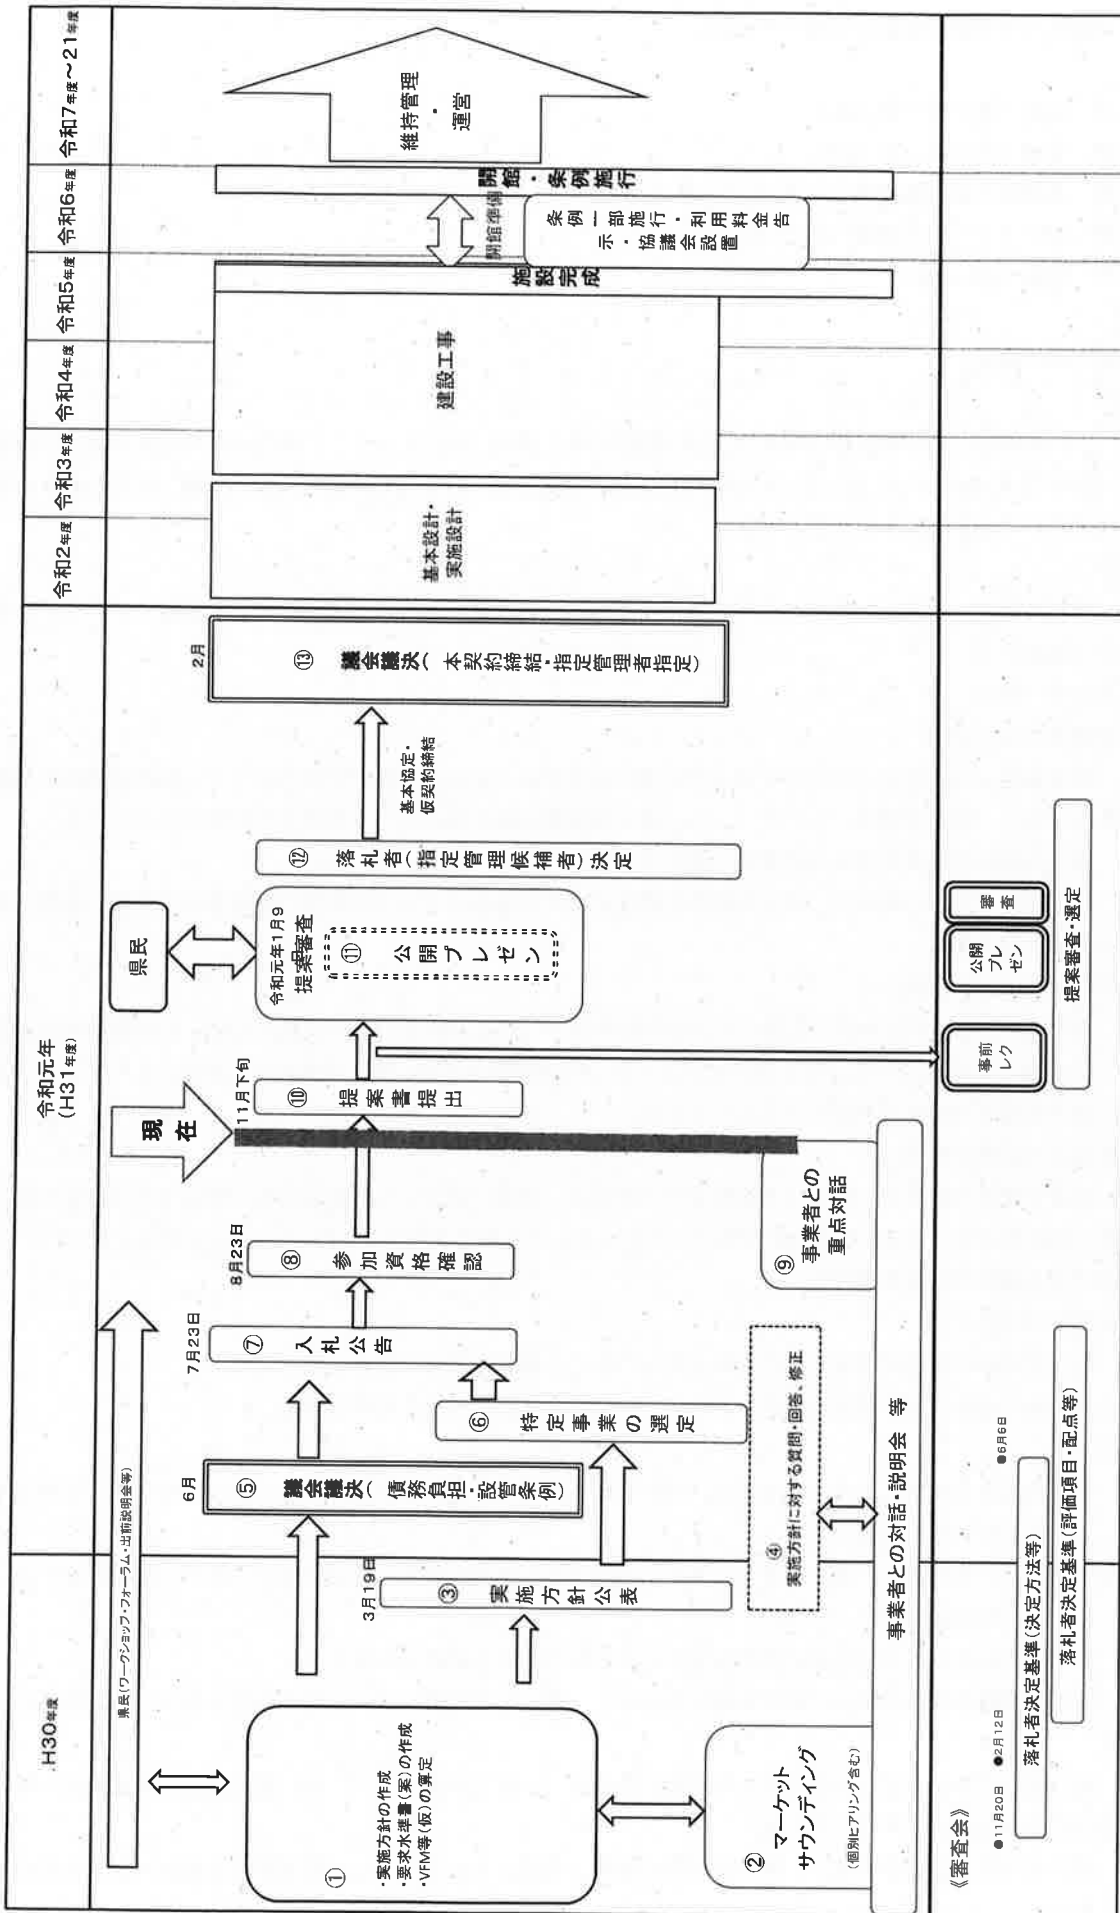 H30年度
令和元年
(H31年度)
令和2年度
令和3年度
令和4年度
令和5年度
令和6年度
令和7年度～21年度
県民(ワークショップ・フォーラム・出前説明会等)
現在
県民
①
・実施方針の作成
・要求水準書(案)の作成
・VFM等(仮)の算定
②
マーケット
サウンディング
(個別ヒアリング含む)
3月19日
③
実施方針公表
④
実施方針に対する質問・回答、修正
6月
⑤
議会議決(債務負担・設管条例)
⑥
特定事業の選定
7月23日
⑦
入札公告
8月23日
⑧
参加資格確認
⑨
事業者との
重点対話
11月下旬
⑩
提案書提出
令和元年1月9
提案審査
⑪
公開プレゼン
⑫
落札者(指定管理候補者)決定
基本協定・
仮契約締結
2月
⑬
議会議決(本契約締結・指定管理者指定)
基本設計・
実施設計
建設工事
施設完成
開館準備
条例一部施行・利用料金告
示・協議会設置
開館・条例施行
維持管理
・
運営
事業者との対話・説明会 等
《審査会》
●11月20日
●2月12日
●6月6日
落札者決定基準(決定方法等)
落札者決定基準(評価項目・配点等)
事前
レク
公開
プレ
ゼン
審査
提案審査・選定